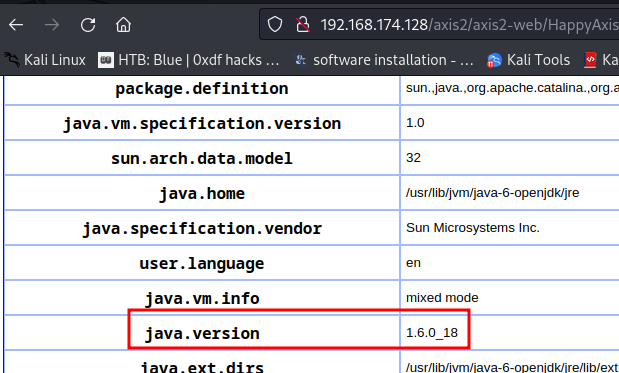 192.168.174.128/axis2/axis2-web/HappyAxis
Kali Linux HTB: Blue | 0xdf hacks ... software installation - ... Kali Tools Ka
package.definition sun.,java.,org.apache.catalina.,org.a
java.vm.specification.version 1.0
sun.arch.data.model 32
java.home /usr/lib/jvm/java-6-openjdk/jre
java.specification.vendor Sun Microsystems Inc.
user.language en
java.vm.info mixed mode
java.version 1.6.0_18
java.ext.dirs /usr/lib/jvm/java-6-openjdk/jre/lib/ext